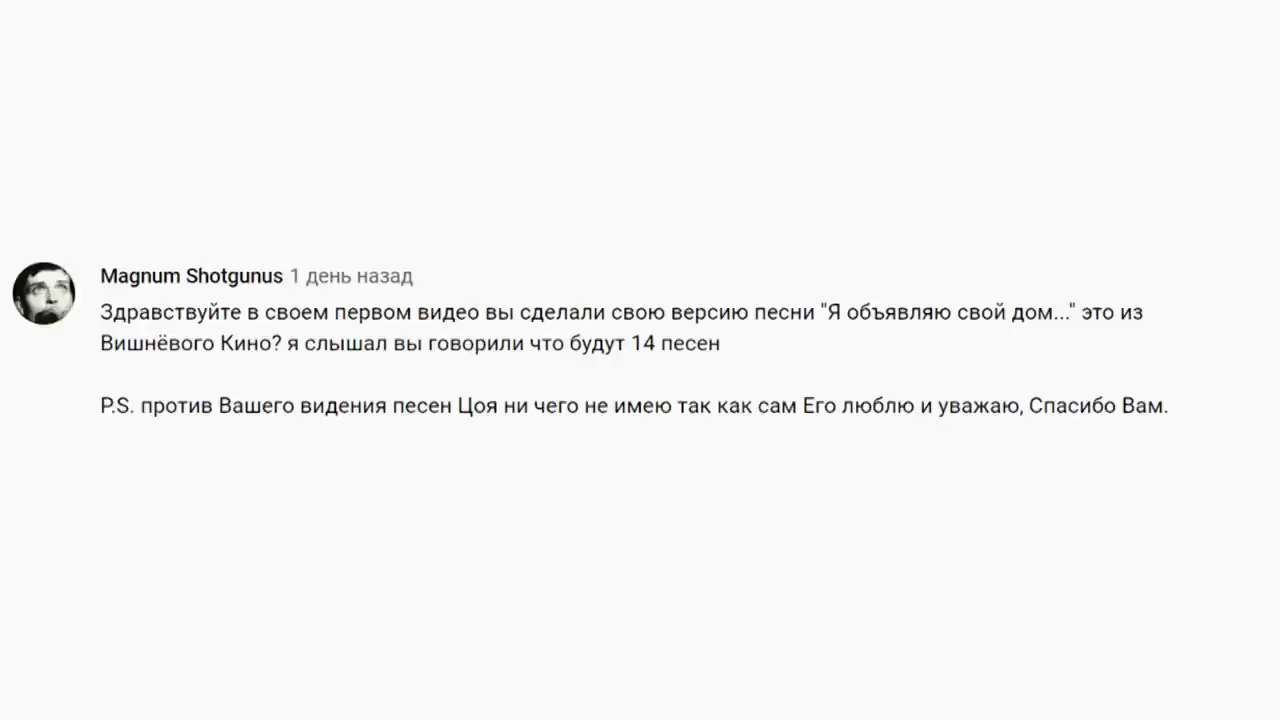 Magnum Shotgunus 1 день назад
Здравствуйте в своем первом видео вы сделали свою версию песни "Я объявляю свой дом..." это из
Вишнёвого Кино? я слышал вы говорили что будут 14 песен
P.S. против Вашего видения песен Цоя ни чего не имею так как сам Его люблю и уважаю, Спасибо Вам.